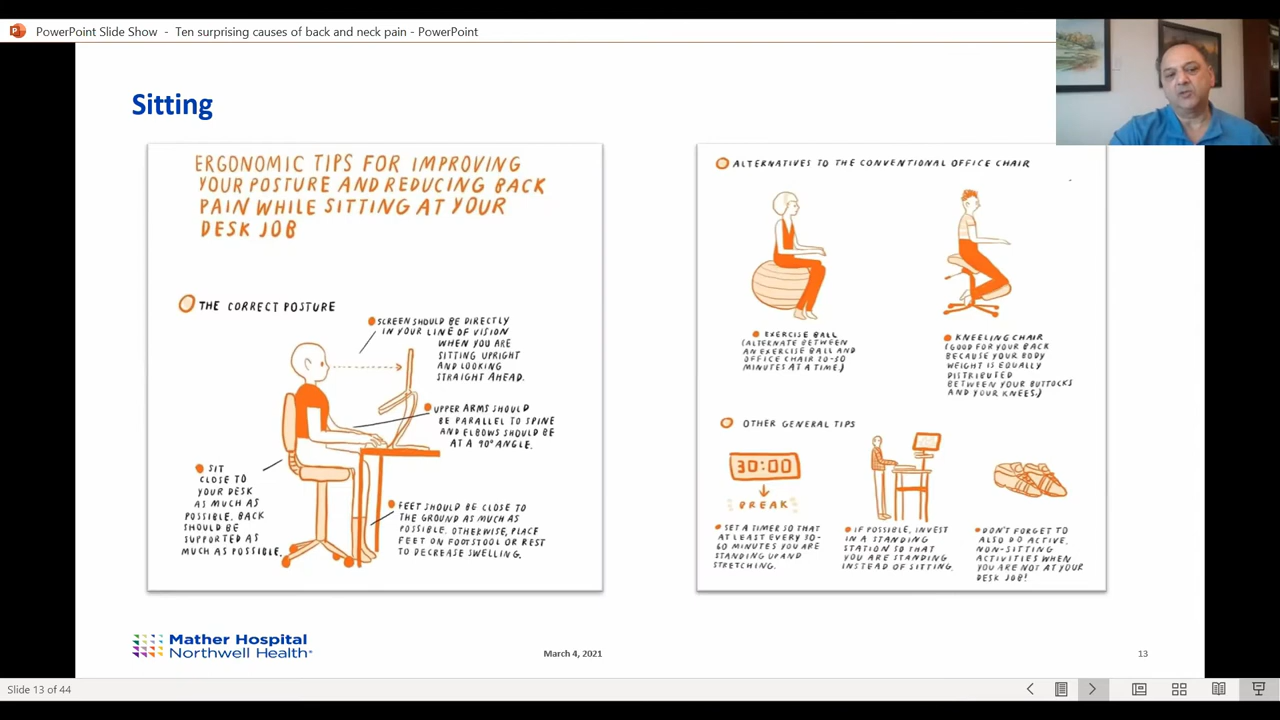 PowerPoint Slide Show - Ten surprising causes of back and neck pain - PowerPoint
Sitting
ERGONOMIC TIPS FOR IMPROVING
YOUR POSTURE AND REDUCING BACK
PAIN WHILE SITTING AT YOUR
DESK JOB
THE CORRECT POSTURE
SCREEN SHOULD BE DIRECTLY
IN YOUR LINE OF VISION
WHEN YOU ARE
SITTING UPRIGHT
AND LOOKING
STRAIGHT AHEAD.
UPPER ARMS SHOULD
BE PARALLEL TO SPINE
AND ELBOWS SHOULD BE
AT A 90° ANGLE.
SIT
CLOSE TO
YOUR DESK
AS MUCH AS
POSSIBLE. BACK
SHOULD BE
SUPPORTED AS
MUCH AS POSSIBLE.
FEET SHOULD BE CLOSE TO
THE GROUND AS MUCH AS
POSSIBLE. OTHERWISE, PLACE
FEET ON FOOTSTOOL OR REST
TO DECREASE SWELLING.
ALTERNATIVES TO THE CONVENTIONAL OFFICE CHAIR
EXERCISE BALL
(ALTERNATE BETWEEN
AN EXERCISE BALL AND
OFFICE CHAIR 20-30
MINUTES AT A TIME.)
KNEELING CHAIR
(GOOD FOR YOUR BACK
BECAUSE YOUR BODY
WEIGHT IS EQUALLY
DISTRIBUTED
BETWEEN YOUR BUTTOCKS
AND YOUR KNEES.)
OTHER GENERAL TIPS
30:00
BREAK
SET A TIMER SO THAT
AT LEAST EVERY 30-
60 MINUTES YOU ARE
STANDING UP AND
STRETCHING.
IF POSSIBLE, INVEST
IN A STANDING
STATION SO THAT
YOU ARE STANDING
INSTEAD OF SITTING.
DON'T FORGET TO
ALSO DO ACTIVE,
NON-SITTING
ACTIVITIES WHEN
YOU ARE NOT AT YOUR
DESK JOB!
Mather Hospital
Northwell Health
March 4, 2021
13
Slide 13 of 44